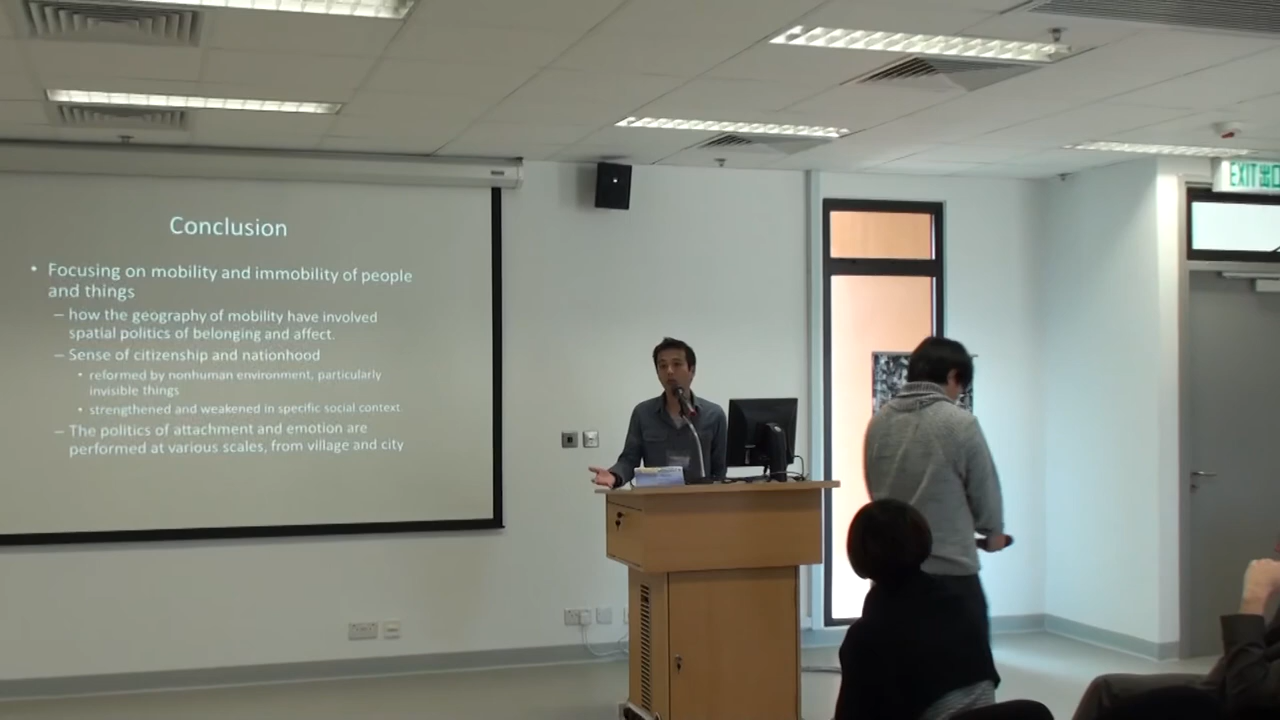 Conclusion
• Focusing on mobility and immobility of people
and things
– how the geography of mobility have involved
spatial politics of belonging and affect.
– Sense of citizenship and nationhood
• reformed by nonhuman environment, particularly
invisible things
• strengthened and weakened in specific social context.
– The politics of attachment and emotion are
performed at various scales, from village and city
EXIT 出口